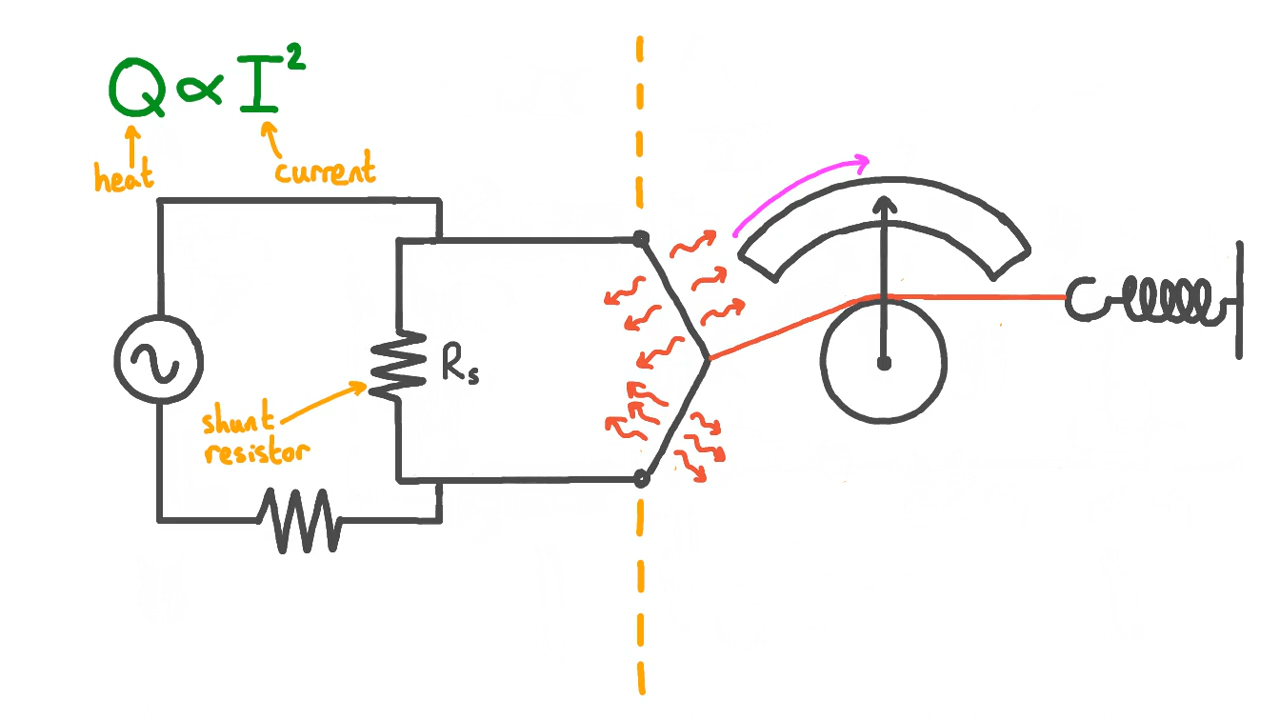 Q ∝ I²
heat
current
Rs
shunt
resistor